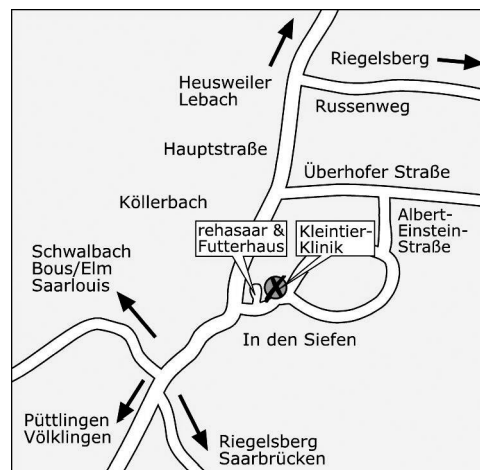 Riegelsberg
Heusweiler
Lebach
Russenweg
Hauptstraße
Überhofer Straße
Köllerbach
Albert-
Einstein-
Straße
rehasaar &
Futterhaus
Kleintier-
Klinik
Schwalbach
Bous/Elm
Saarlouis
In den Siefen
Püttlingen
Völklingen
Riegelsberg
Saarbrücken